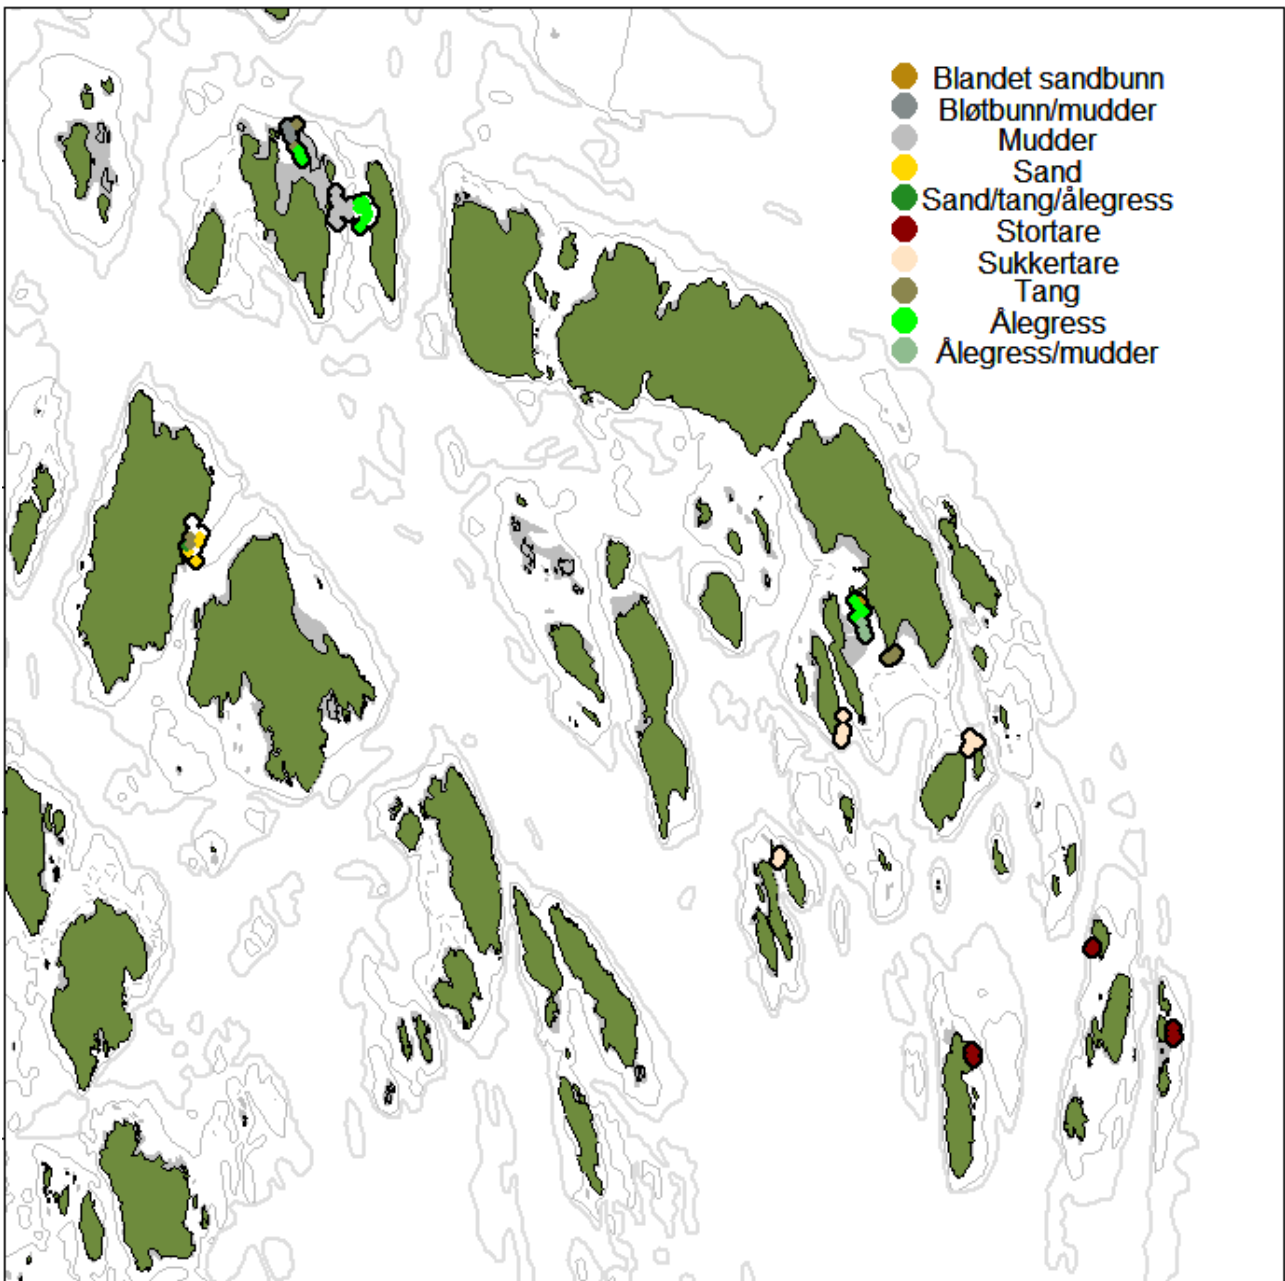 Blandet sandbunn
Bløtbunn/mudder
Mudder
Sand
Sand/tang/ålegress
Stortare
Sukkertare
Tang
Ålegress
Ålegress/mudder